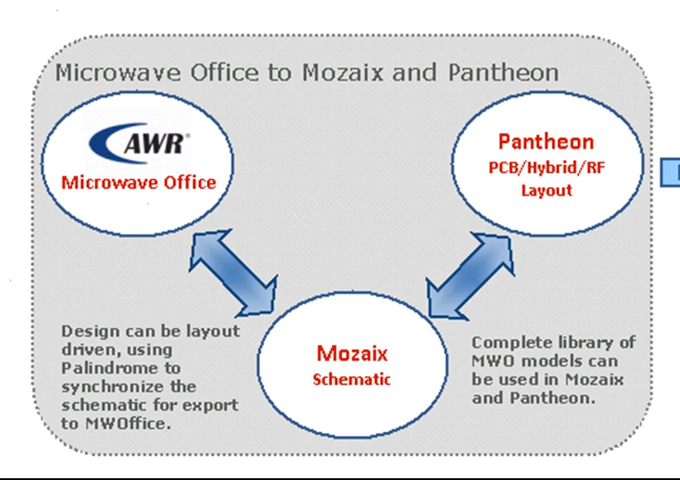 Microwave Office to Mozaix and Pantheon
AWR®
Microwave Office
Pantheon
PCB/Hybrid/RF
Layout
Mozaix
Schematic
Design can be layout
driven, using
Palindrome to
synchronize the
schematic for export
to MWOffice.
Complete library of
MWO models can
be used in Mozaix
and Pantheon.